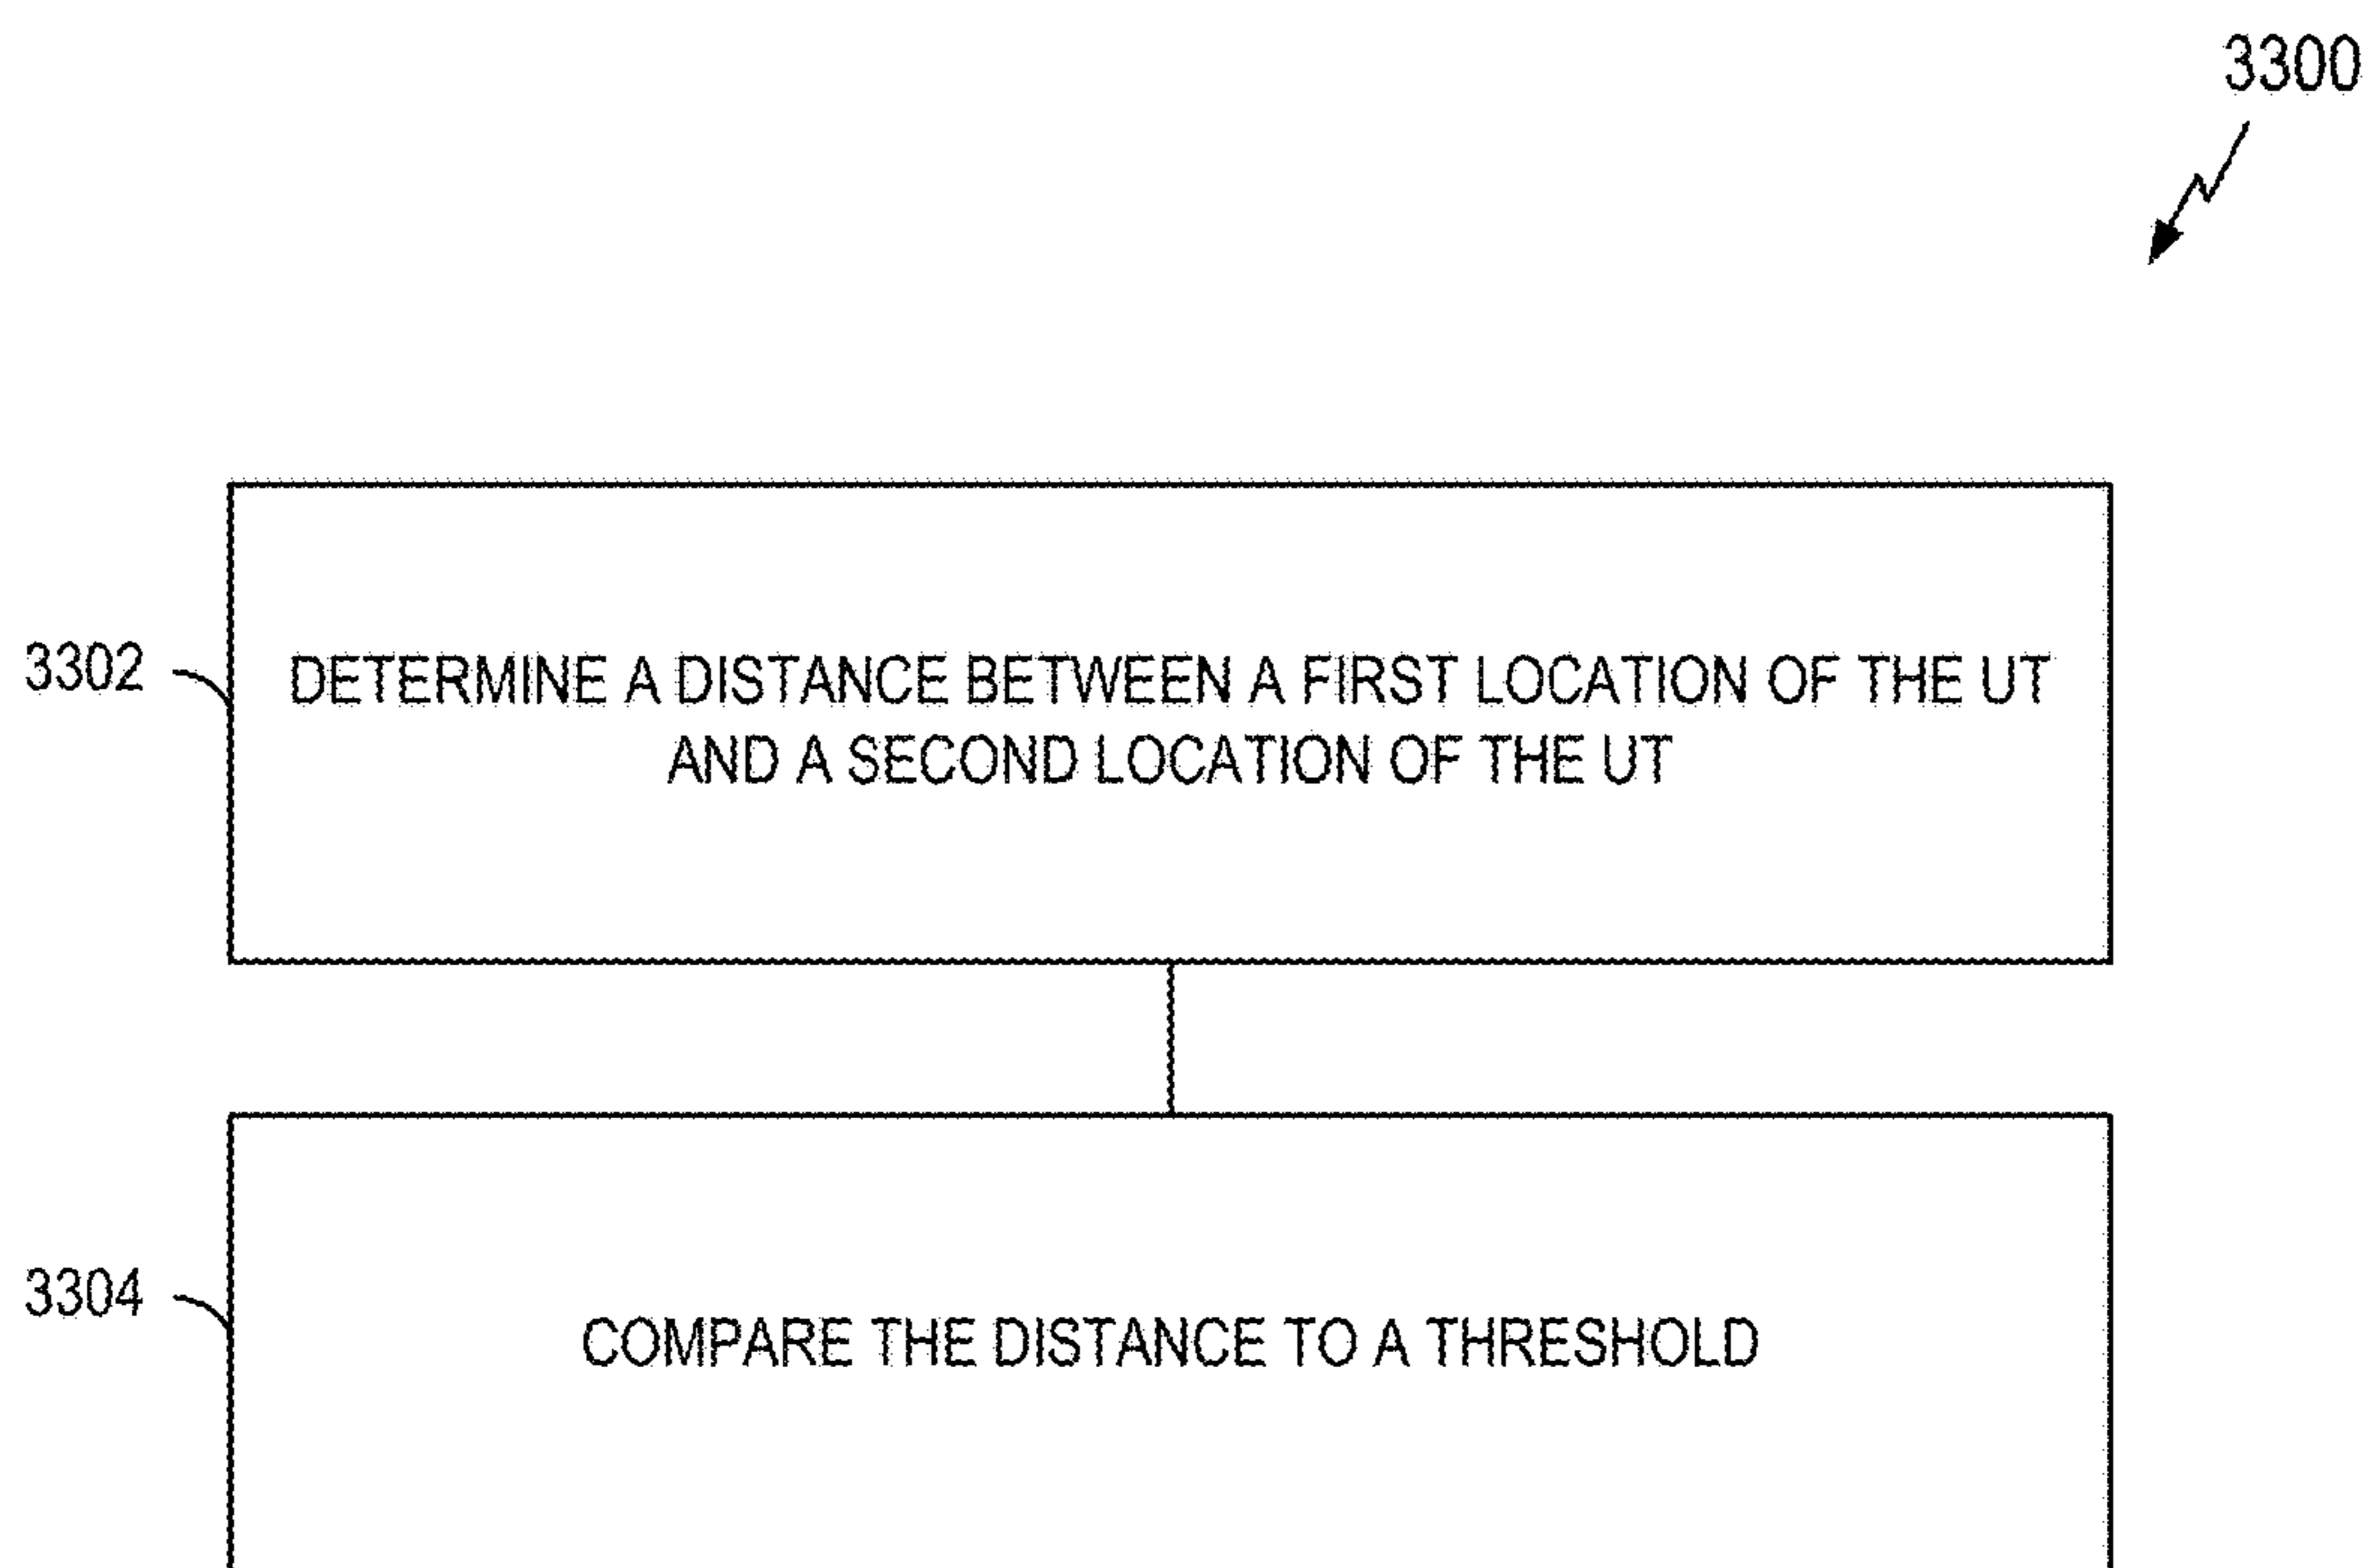 3300
3302
DETERMINE A DISTANCE BETWEEN A FIRST LOCATION OF THE UT
AND A SECOND LOCATION OF THE UT
3304
COMPARE THE DISTANCE TO A THRESHOLD